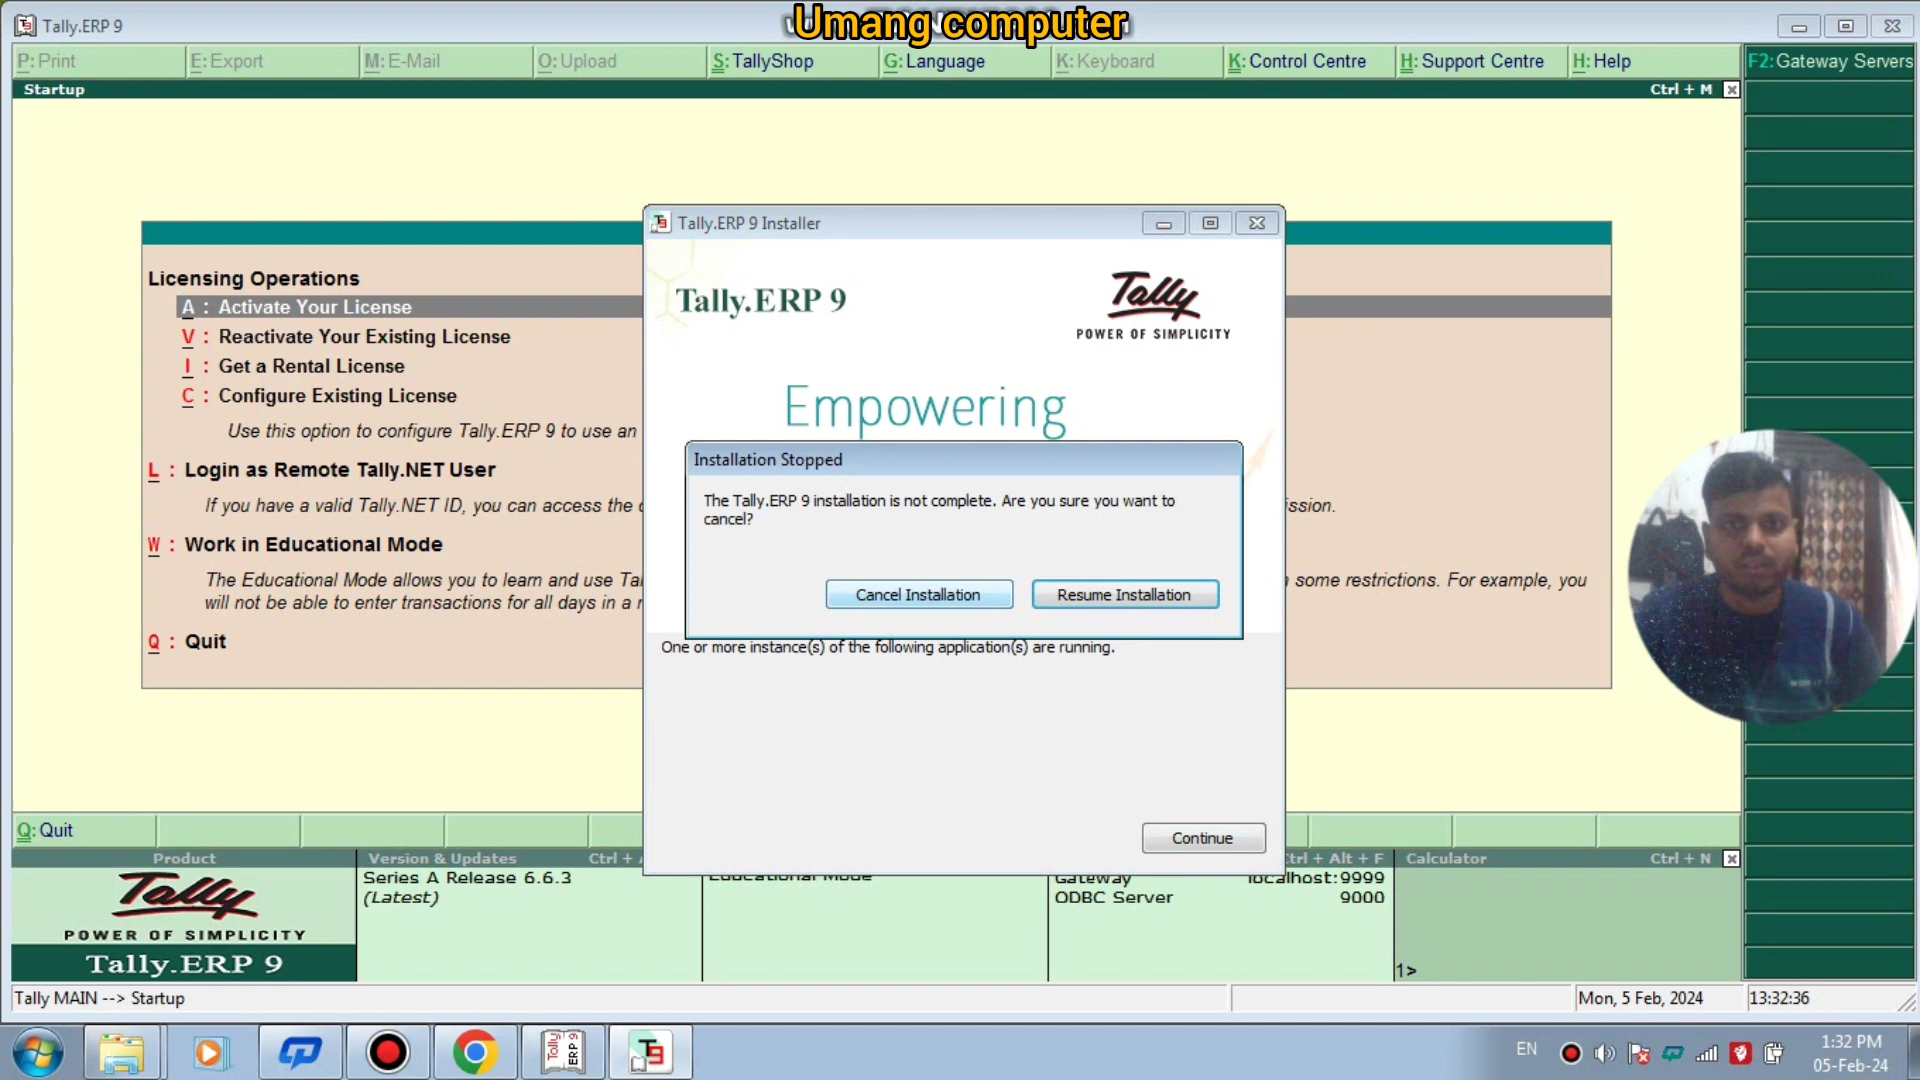 Tally.ERP 9
Umang computer
P: Print
E: Export
M: E-Mail
O: Upload
S: TallyShop
G: Language
K: Keyboard
K: Control Centre
H: Support Centre
H: Help
F2: Gateway Servers
Startup
Ctrl + M
Licensing Operations
A : Activate Your License
V : Reactivate Your Existing License
I : Get a Rental License
C : Configure Existing License
Use this option to configure Tally.ERP 9 to use an
L : Login as Remote Tally.NET User
If you have a valid Tally.NET ID, you can access the
W : Work in Educational Mode
The Educational Mode allows you to learn and use
some restrictions. For example, you
will not be able to enter transactions for all days in a
Q : Quit
Tally.ERP 9 Installer
Tally.ERP 9
Tally
POWER OF SIMPLICITY
Empowering
Installation Stopped
The Tally.ERP 9 installation is not complete. Are you sure you want to
cancel?
Cancel Installation
Resume Installation
One or more instance(s) of the following application(s) are running.
Continue
Q: Quit
Product
Version & Updates
Ctrl +
Ctrl + Alt + F
Calculator
Ctrl + N
Tally
POWER OF SIMPLICITY
Tally.ERP 9
Series A Release 6.6.3
(Latest)
Educational Mode
Gateway
localhost:9999
ODBC Server
9000
1>
Tally MAIN --> Startup
Mon, 5 Feb, 2024
13:32:36
Tally
ERP 9
EN
1:32 PM
05-Feb-24